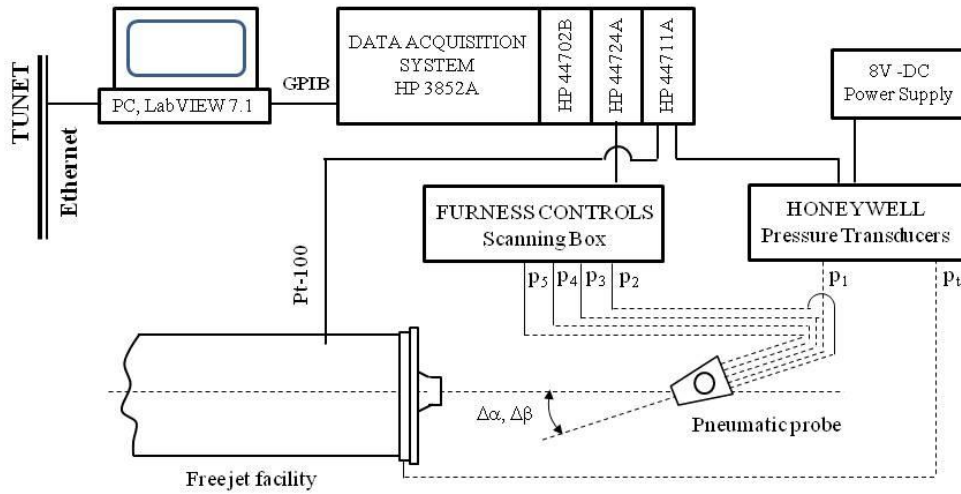 TUNET
Ethernet
PC, LabVIEW 7.1
GPIB
DATA ACQUISITION
SYSTEM
HP 3852A
HP 44702B
HP 44724A
HP 44711A
8V -DC
Power Supply
FURNESS CONTROLS
Scanning Box
HONEYWELL
Pressure Transducers
Pt-100
p5 p4 p3 p2
p1
pt
Δα, Δβ
Pneumatic probe
Free jet facility